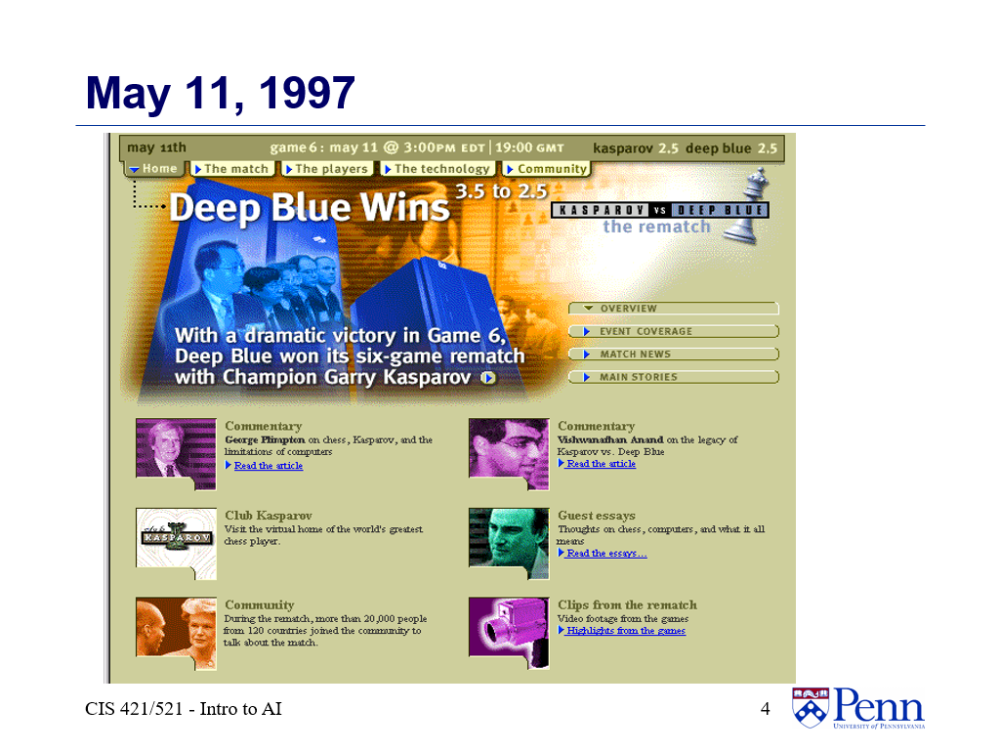 May 11, 1997
may 11th game6: may 11 @ 3:00PM EDT | 19:00 GMT kasparov 2.5 deep blue 2.5
Home The match The players The technology Community
Deep Blue Wins 3.5 to 2.5
KASPAROV VS DEEP BLUE
the rematch
With a dramatic victory in Game 6,
Deep Blue won its six-game rematch
with Champion Garry Kasparov
OVERVIEW
EVENT COVERAGE
MATCH NEWS
MAIN STORIES
Commentary
George Plimpton on chess, Kasparov, and the
limitations of computers
Read the article
Commentary
Vishwanathan Anand on the legacy of
Kasparov vs. Deep Blue
Read the article
club
KASPAROV
Club Kasparov
Visit the virtual home of the world's greatest
chess player.
Guest essays
Thoughts on chess, computers, and what it all
means
Read the essays...
Community
During the rematch, more than 20,000 people
from 120 countries joined the community to
talk about the match.
Clips from the rematch
Video footage from the games
Highlights from the games
CIS 421/521 - Intro to AI
4
Penn
UNIVERSITY of PENNSYLVANIA